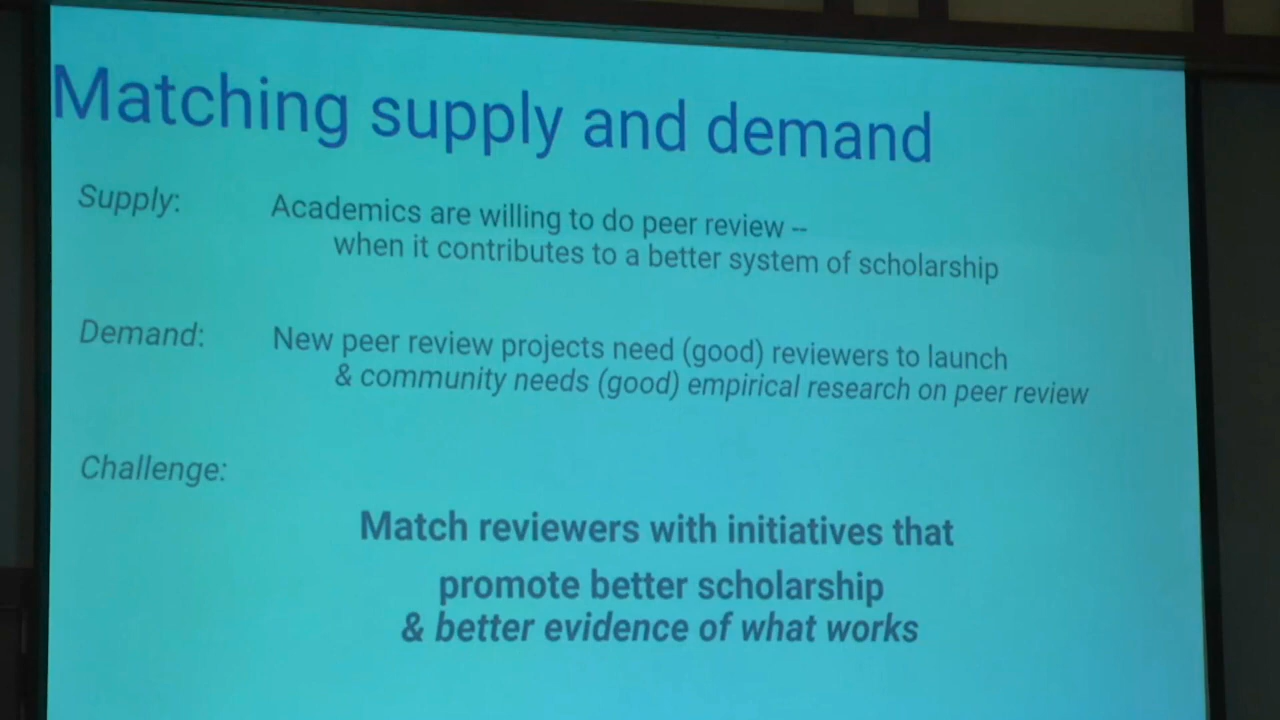 Matching supply and demand
Supply: Academics are willing to do peer review --
when it contributes to a better system of scholarship
Demand: New peer review projects need (good) reviewers to launch
& community needs (good) empirical research on peer review
Challenge:
Match reviewers with initiatives that
promote better scholarship
& better evidence of what works